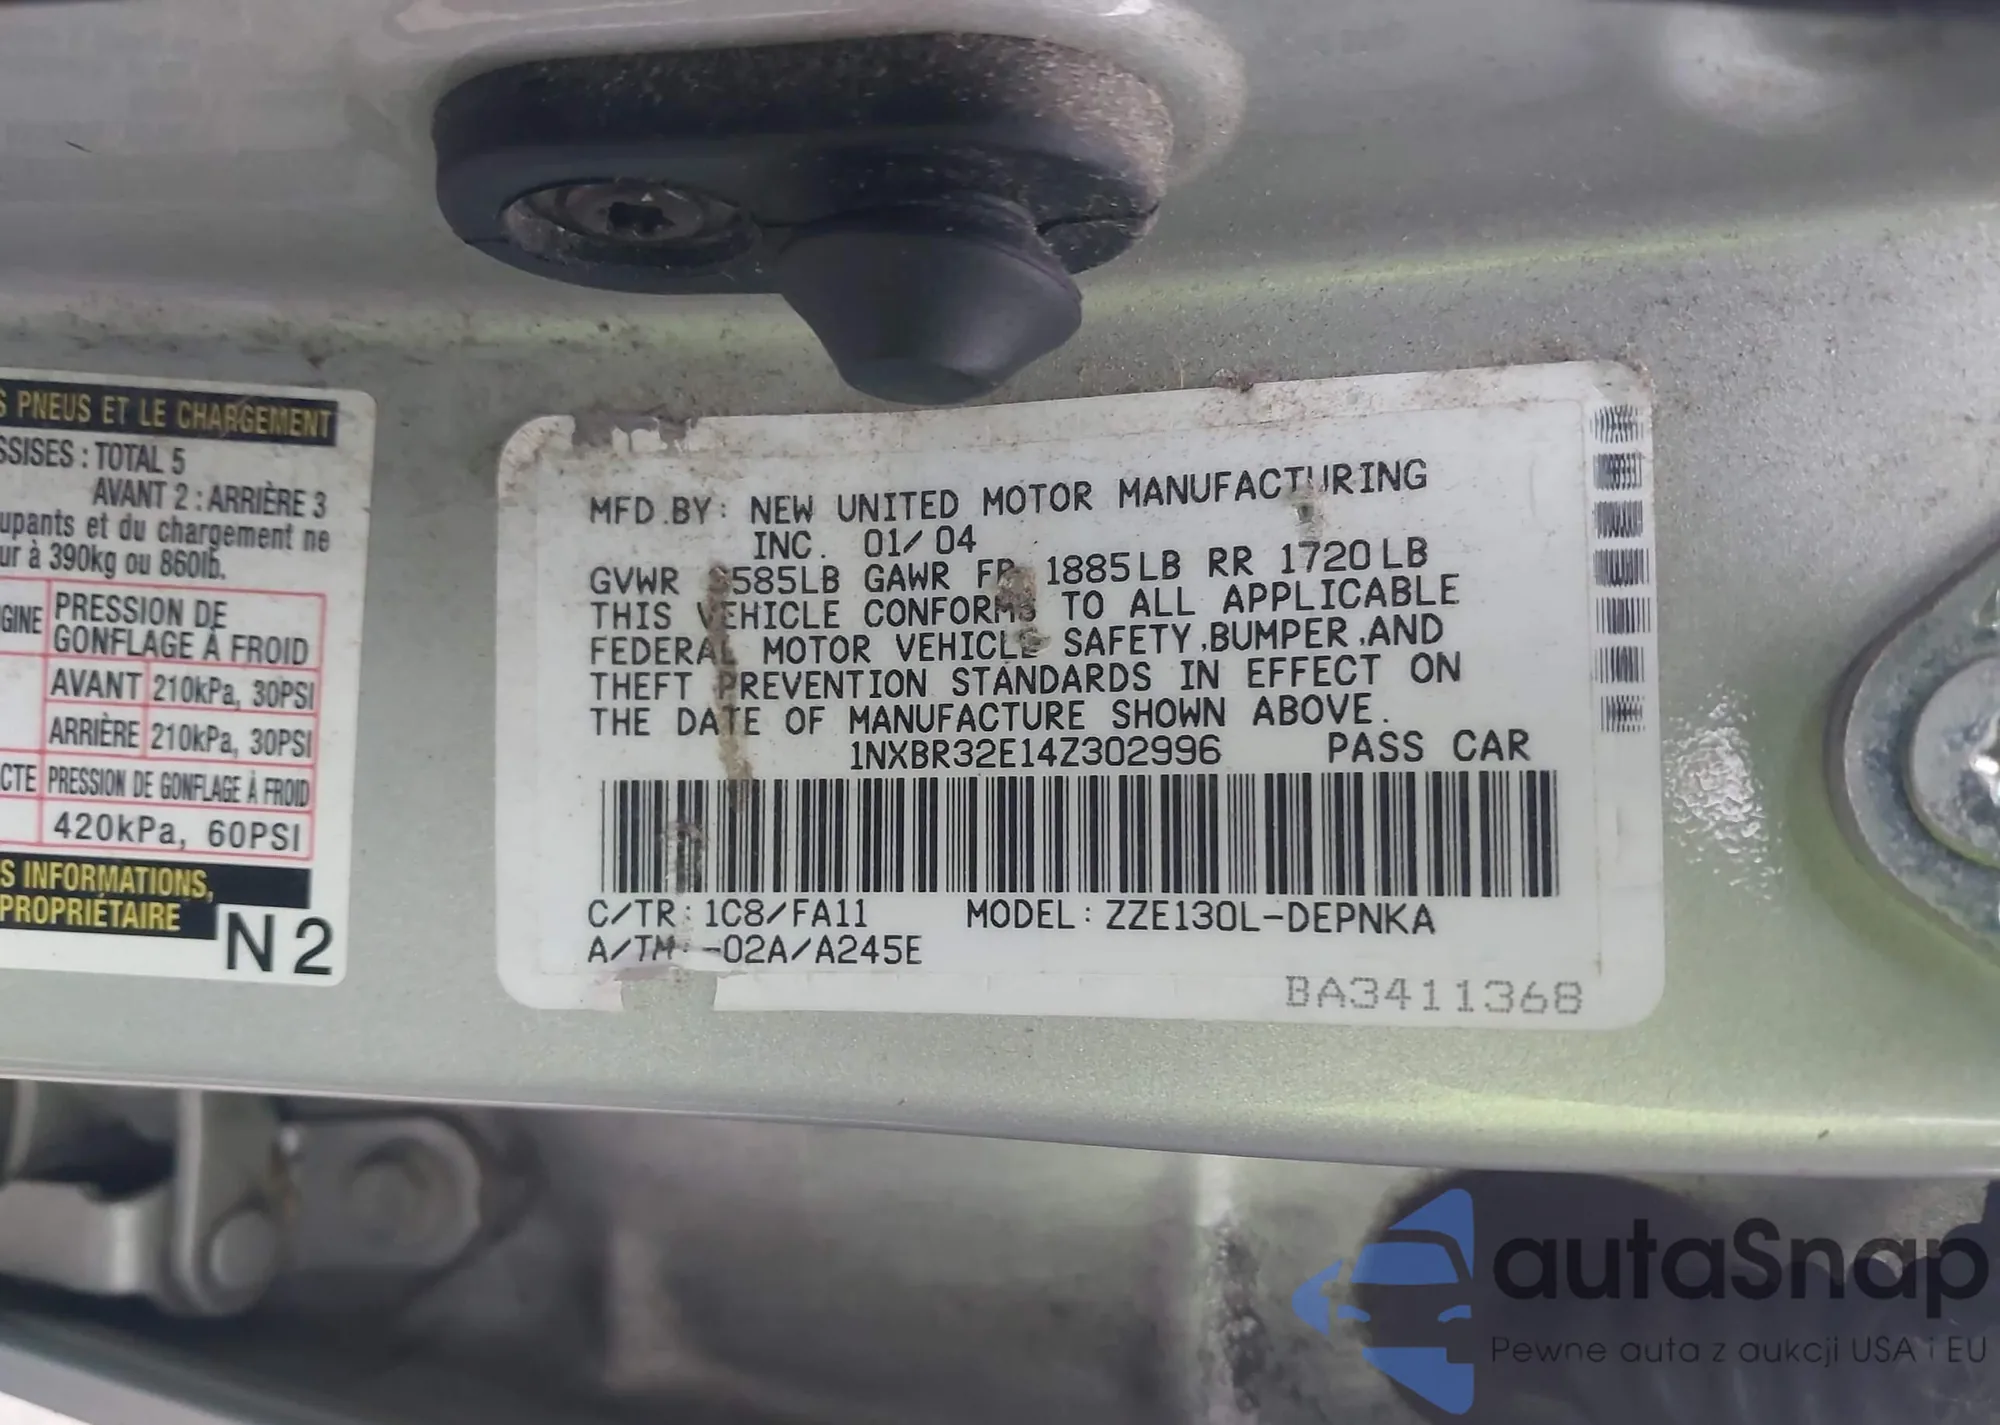 S PNEUS ET LE CHARGEMENT
SSISES : TOTAL 5
AVANT 2 : ARRIÈRE 3
upants et du chargement ne
ur à 390kg ou 860lb.
GINE PRESSION DE
GONFLAGE À FROID
AVANT 210kPa, 30PSI
ARRIÈRE 210kPa, 30PSI
CTE PRESSION DE GONFLAGE À FROID
420kPa, 60PSI
S INFORMATIONS,
PROPRIÉTAIRE
N2
MFD.BY: NEW UNITED MOTOR MANUFACTURING
INC. 01/04
GVWR 585LB GAWR FR 1885LB RR 1720LB
THIS VEHICLE CONFORMS TO ALL APPLICABLE
FEDERAL MOTOR VEHICLE SAFETY,BUMPER,AND
THEFT PREVENTION STANDARDS IN EFFECT ON
THE DATE OF MANUFACTURE SHOWN ABOVE.
1NXBR32E14Z302996 PASS CAR
C/TR: 1C8/FA11 MODEL: ZZE130L-DEPNKA
A/TM: -02A/A245E
BA3411368
autaSnap
Pewne auta z aukcji USA i EU